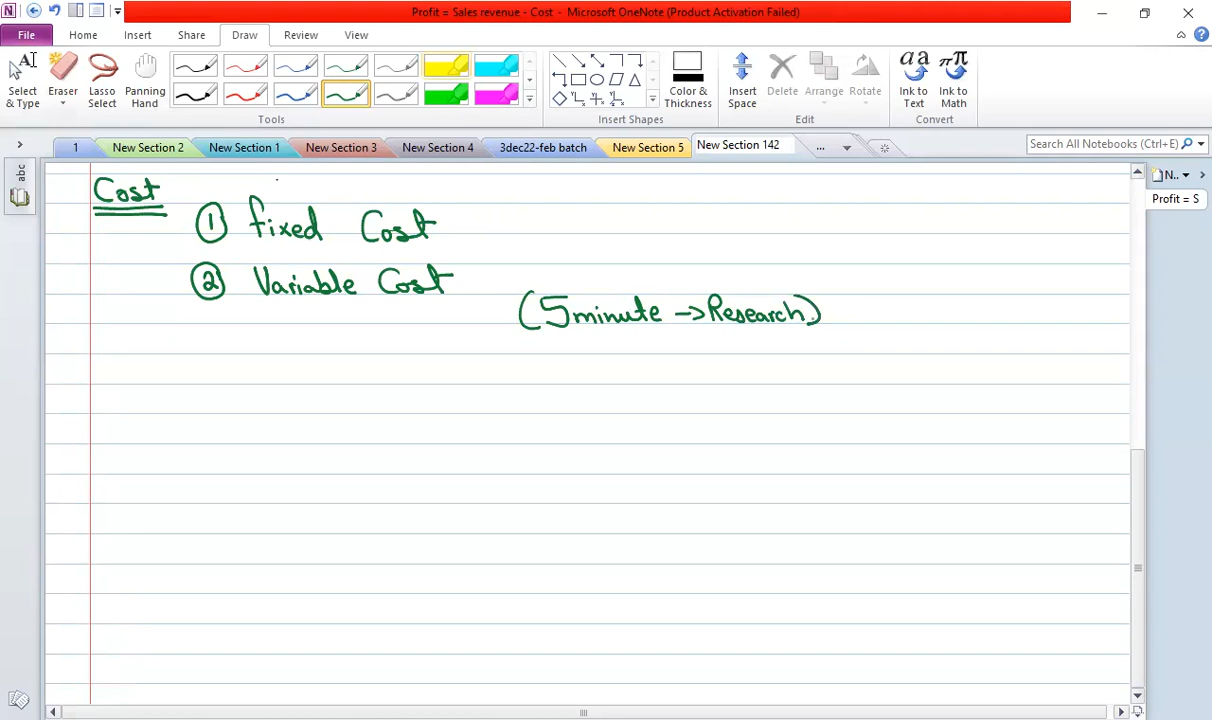 Profit = Sales revenue - Cost - Microsoft OneNote (Product Activation Failed)
File Home Insert Share Draw Review View
Select & Type Eraser Lasso Select Panning Hand Color & Thickness Insert Space Delete Arrange Rotate Ink to Text Ink to Math
Tools Insert Shapes Edit Convert
1 New Section 2 New Section 1 New Section 3 New Section 4 3dec22-feb batch New Section 5 New Section 142 ... Search All Notebooks (Ctrl+E)
abc
N..
Profit = S
Cost
① fixed Cost
② Variable Cost
(5minute →Research)